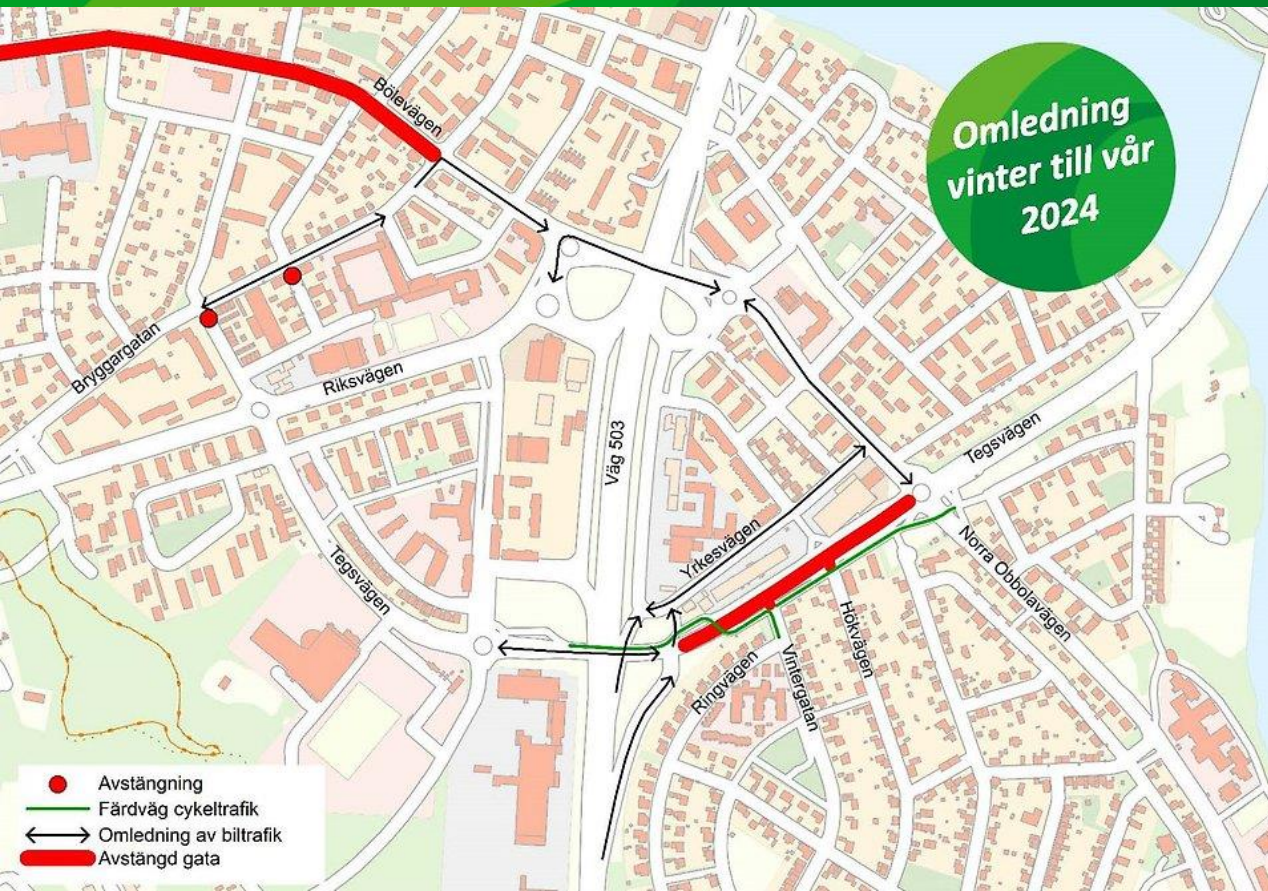 Omledning
vinter till vår
2024
Bölevägen
Bryggargatan
Riksvägen
Väg 503
Tegsvägen
Yrkesvägen
Tegsvägen
Norra Obbolavägen
Hökvägen
Vintergatan
Ringvägen
Avstängning
Färdväg cykeltrafik
Omledning av biltrafik
Avstängd gata